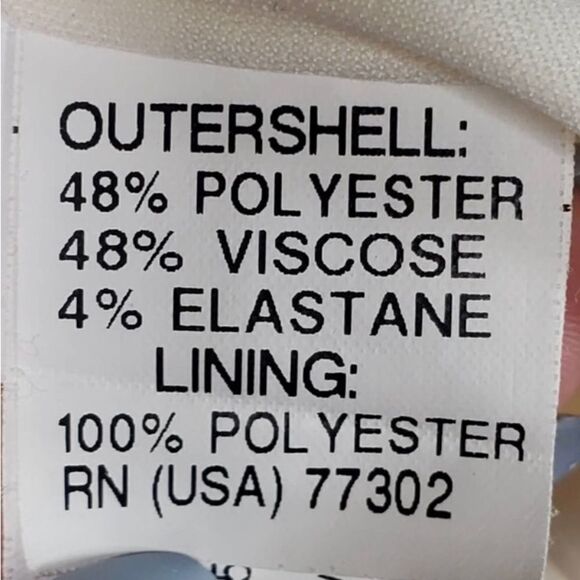 OUTERSHELL:
48% POLYESTER
48% VISCOSE
4% ELASTANE
LINING:
100% POLYESTER
RN (USA) 77302